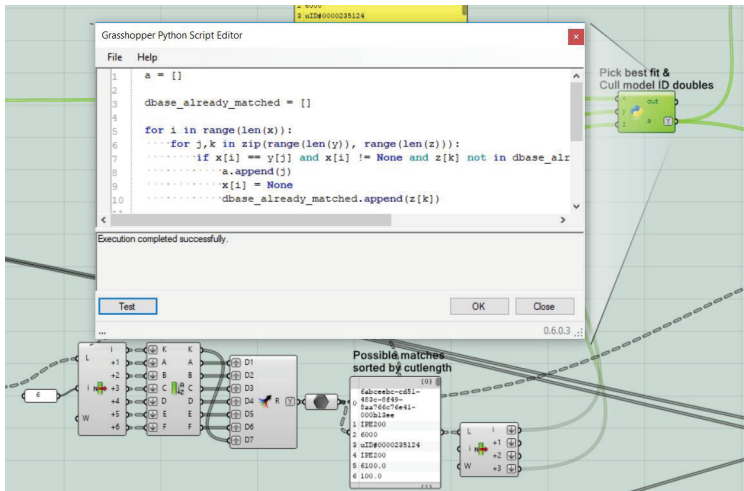 3 uID#0000235124
Grasshopper Python Script Editor
File Help
1 a = []
2
3 dbase_already_matched = []
4
5 for i in range(len(x)):
6 for j,k in zip(range(len(y)), range(len(z))):
7 if x[i] == y[j] and x[i] != None and z[k] not in dbase_alr
8 a.append(j)
9 x[i] = None
10 dbase_already_matched.append(z[k])
Execution completed successfully.
Test OK Close
... 0.6.0.3
Pick best fit &
Cull model ID doubles
x out
y
z a
6
L i
+1
+2
i +3
+4
W +5
+6
K K
A A
B B
C C
D D
E E
F F
D1
D2
D3
D4 R
D5
D6
D7
Possible matches
sorted by cutlength
{0}
0 6abceebc-cd51-
483c-8f49-
8aa766c76e41-
000b13ee
1 IPE200
2 6000
3 uID#0000235124
4 IPE200
5 6100.0
6 100.0
L i
+1
i +2
W +3